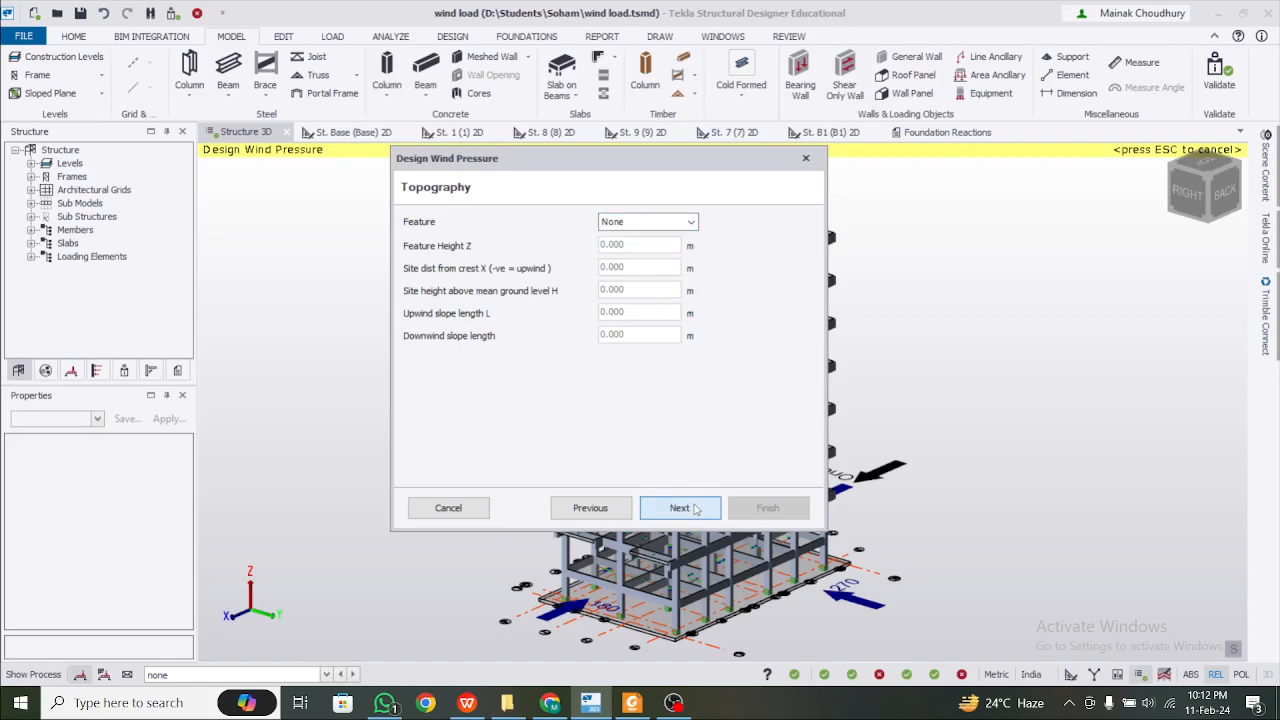 wind load (D:\Students\Soham\wind load.tsmd) - Tekla Structural Designer Educational
Mainak Choudhury
FILE HOME BIM INTEGRATION MODEL EDIT LOAD ANALYZE DESIGN FOUNDATIONS REPORT DRAW WINDOWS REVIEW
Construction Levels
Frame
Sloped Plane
Levels
Grid & ...
Column
Beam
Brace
Joist
Truss
Portal Frame
Steel
Column
Beam
Meshed Wall
Wall Opening
Cores
Concrete
Slab on
Beams
Slabs
Column
Timber
Cold Formed
Bearing
Wall
Shear
Only Wall
General Wall
Roof Panel
Wall Panel
Line Ancillary
Area Ancillary
Equipment
Walls & Loading Objects
Support
Element
Dimension
Measure
Measure Angle
Miscellaneous
Validate
Validate
Structure
Structure 3D
St. Base (Base) 2D
St. 1 (1) 2D
St. 8 (8) 2D
St. 9 (9) 2D
St. 7 (7) 2D
St. B1 (B1) 2D
Foundation Reactions
Design Wind Pressure
<press ESC to cancel>
Structure
Levels
Frames
Architectural Grids
Sub Models
Sub Structures
Members
Slabs
Loading Elements
Properties
Save...
Apply...
Design Wind Pressure
Topography
Feature None
Feature Height Z 0.000 m
Site dist from crest X (-ve = upwind ) 0.000 m
Site height above mean ground level H 0.000 m
Upwind slope length L 0.000 m
Downwind slope length 0.000 m
Cancel
Previous
Next
Finish
RIGHT
BACK
Scene Content
Tekla Online
Trimble Connect
180
270
Z
X
Y
Activate Windows
Go to Settings to activate Windows.
S
Show Process
none
Metric
India
ABS
REL
POL
3D
Type here to search
24°C Haze
ENG
10:12 PM
11-Feb-24